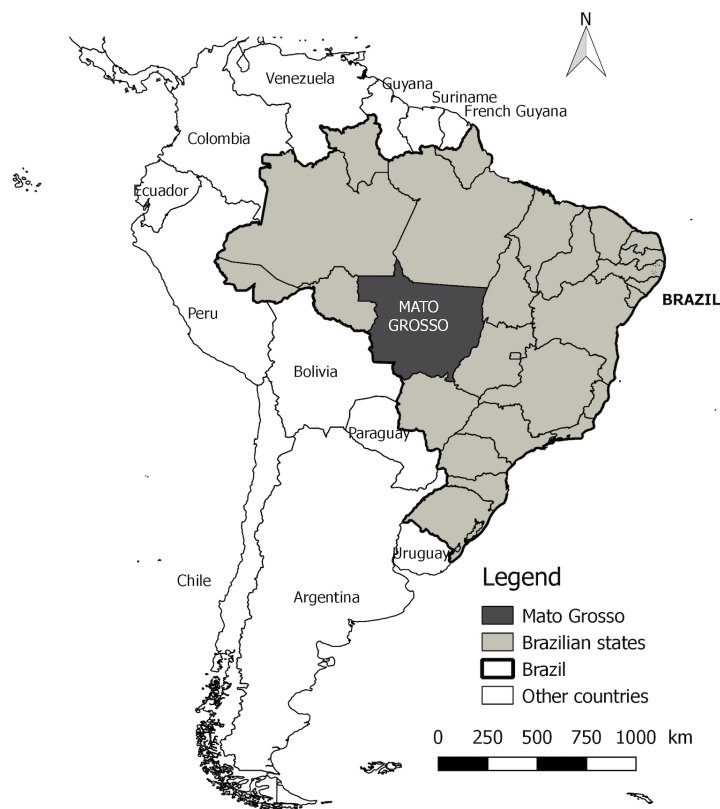 N
Venezuela
Guyana
Suriname
French Guyana
Colombia
Ecuador
BRAZIL
MATO
GROSSO
Peru
Bolivia
Paraguay
Uruguay
Chile
Argentina
Legend
Mato Grosso
Brazilian states
Brazil
Other countries
0 250 500 750 1000 km